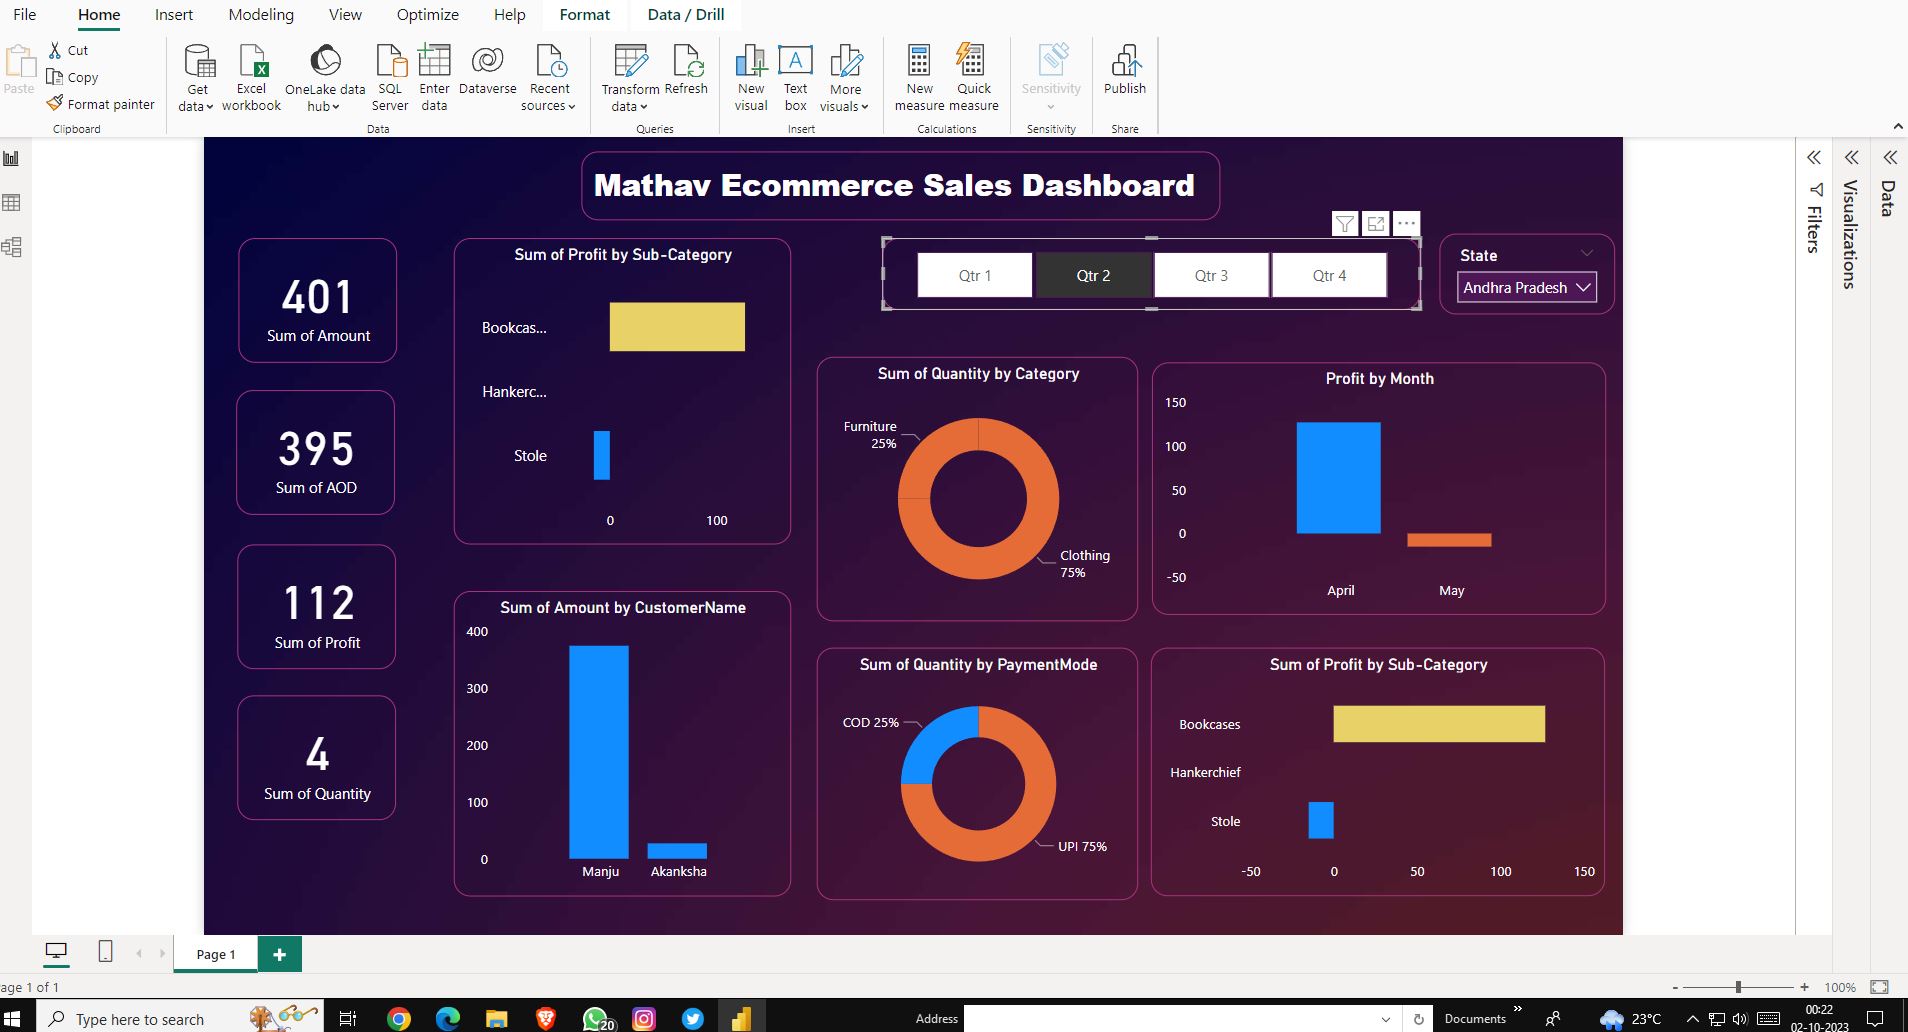 File Home Insert Modeling View Optimize Help Format Data / Drill
Paste
Cut
Copy
Format painter
Clipboard
Get data
Excel workbook
OneLake data hub
SQL Server
Enter data
Dataverse
Recent sources
Data
Transform data
Refresh
Queries
New visual
Text box
More visuals
Insert
New measure
Quick measure
Calculations
Sensitivity
Sensitivity
Publish
Share
Mathav Ecommerce Sales Dashboard
401
Sum of Amount
395
Sum of AOD
112
Sum of Profit
4
Sum of Quantity
Sum of Profit by Sub-Category
Bookcas...
Hankerc...
Stole
0 100
Qtr 1 Qtr 2 Qtr 3 Qtr 4
State
Andhra Pradesh
Sum of Quantity by Category
Furniture
25%
Clothing
75%
Profit by Month
150
100
50
0
-50
April May
Sum of Amount by CustomerName
400
300
200
100
0
Manju Akanksha
Sum of Quantity by PaymentMode
COD 25%
UPI 75%
Sum of Profit by Sub-Category
Bookcases
Hankerchief
Stole
-50 0 50 100 150
Filters
Visualizations
Data
Page 1
age 1 of 1
- + 100%
Type here to search
20
Address
Documents
23°C
00:22
02-10-2023